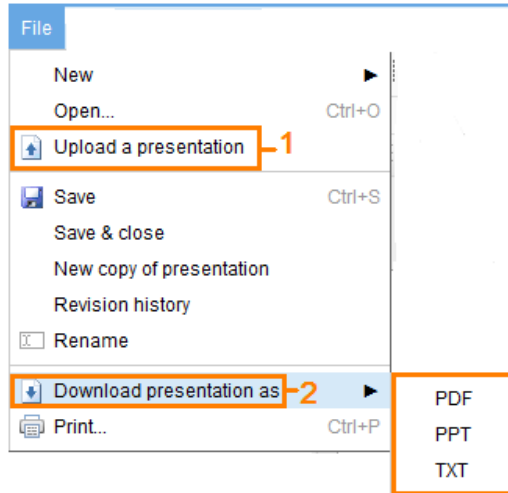 File
New
Open... Ctrl+O
Upload a presentation 1
Save Ctrl+S
Save & close
New copy of presentation
Revision history
Rename
Download presentation as 2
PDF
Print... Ctrl+P
PPT
TXT